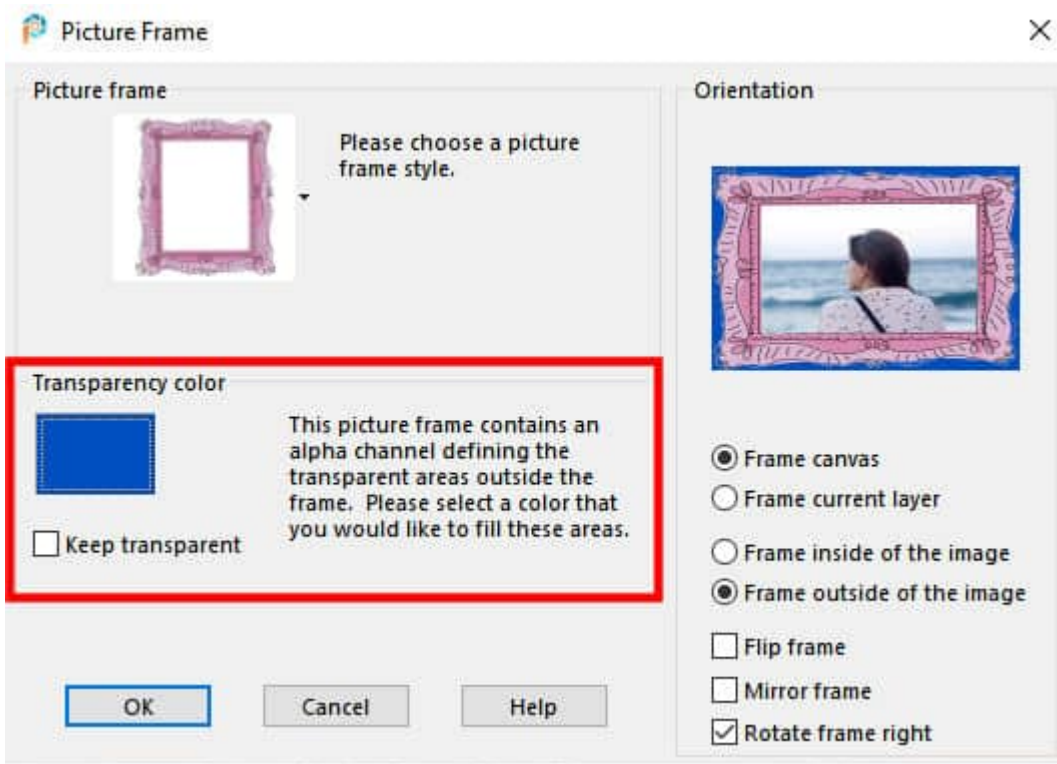 Picture Frame
Picture frame
Please choose a picture
frame style.
Transparency color
This picture frame contains an
alpha channel defining the
transparent areas outside the
frame.  Please select a color that
you would like to fill these areas.
Keep transparent
OK
Cancel
Help
Orientation
Frame canvas
Frame current layer
Frame inside of the image
Frame outside of the image
Flip frame
Mirror frame
Rotate frame right